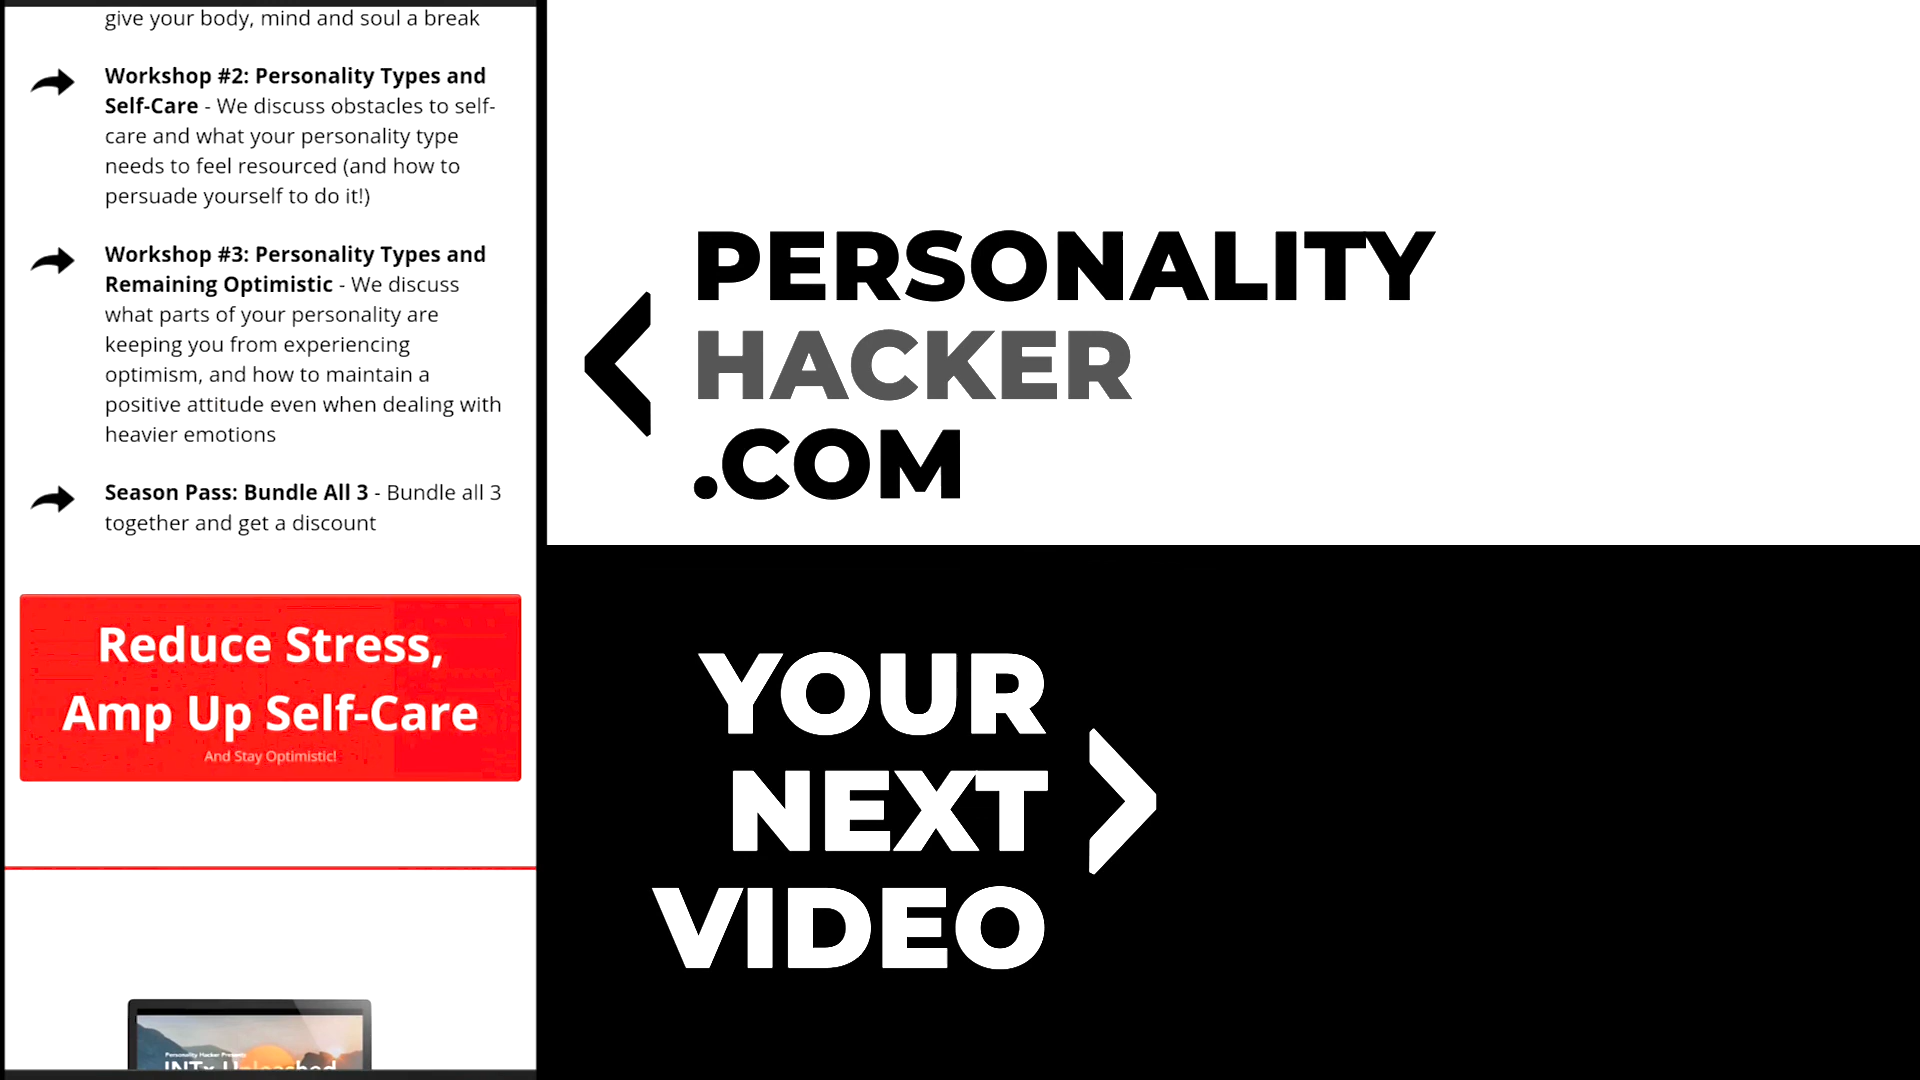 give your body, mind and soul a break
Workshop #2: Personality Types and
Self-Care - We discuss obstacles to self-
care and what your personality type
needs to feel resourced (and how to
persuade yourself to do it!)
Workshop #3: Personality Types and
Remaining Optimistic - We discuss
what parts of your personality are
keeping you from experiencing
optimism, and how to maintain a
positive attitude even when dealing with
heavier emotions
Season Pass: Bundle All 3 - Bundle all 3
together and get a discount
Reduce Stress,
Amp Up Self-Care
And Stay Optimistic!
Personality Hacker Presents
INTx Unleashed
PERSONALITY
HACKER
.COM
YOUR
NEXT
VIDEO